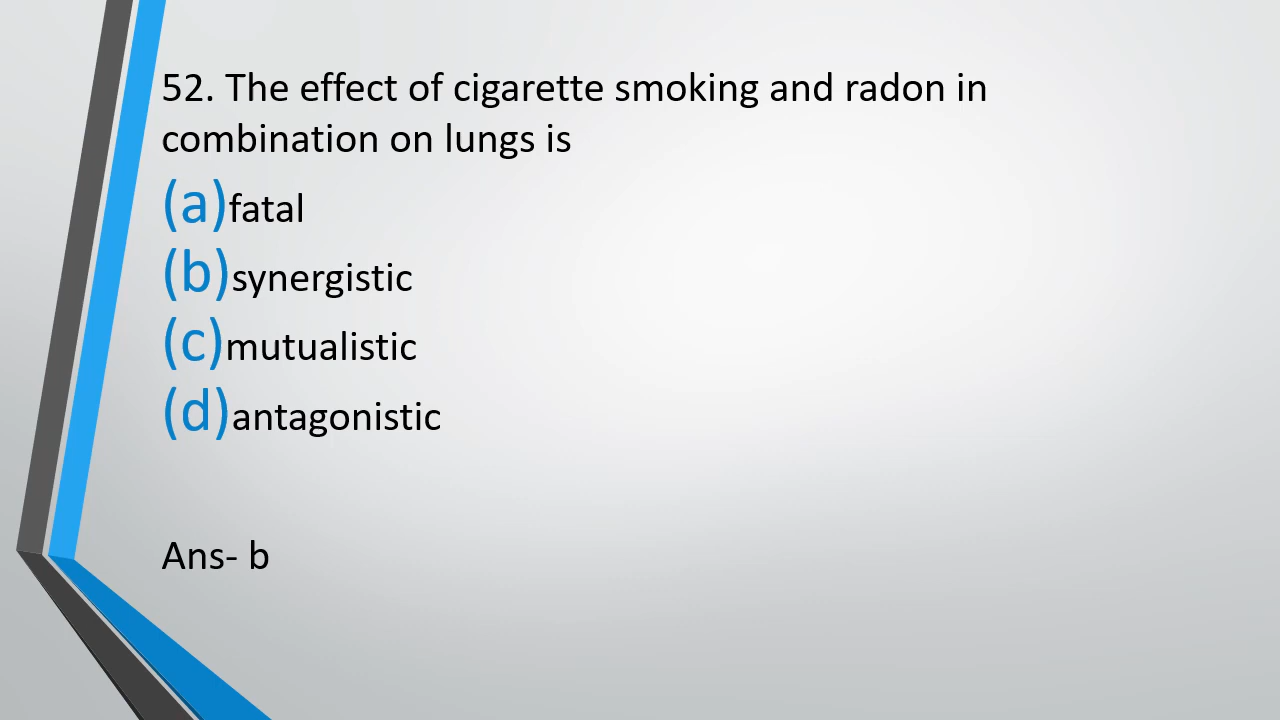 52. The effect of cigarette smoking and radon in
combination on lungs is
(a)fatal
(b)synergistic
(c)mutualistic
(d)antagonistic
Ans- b